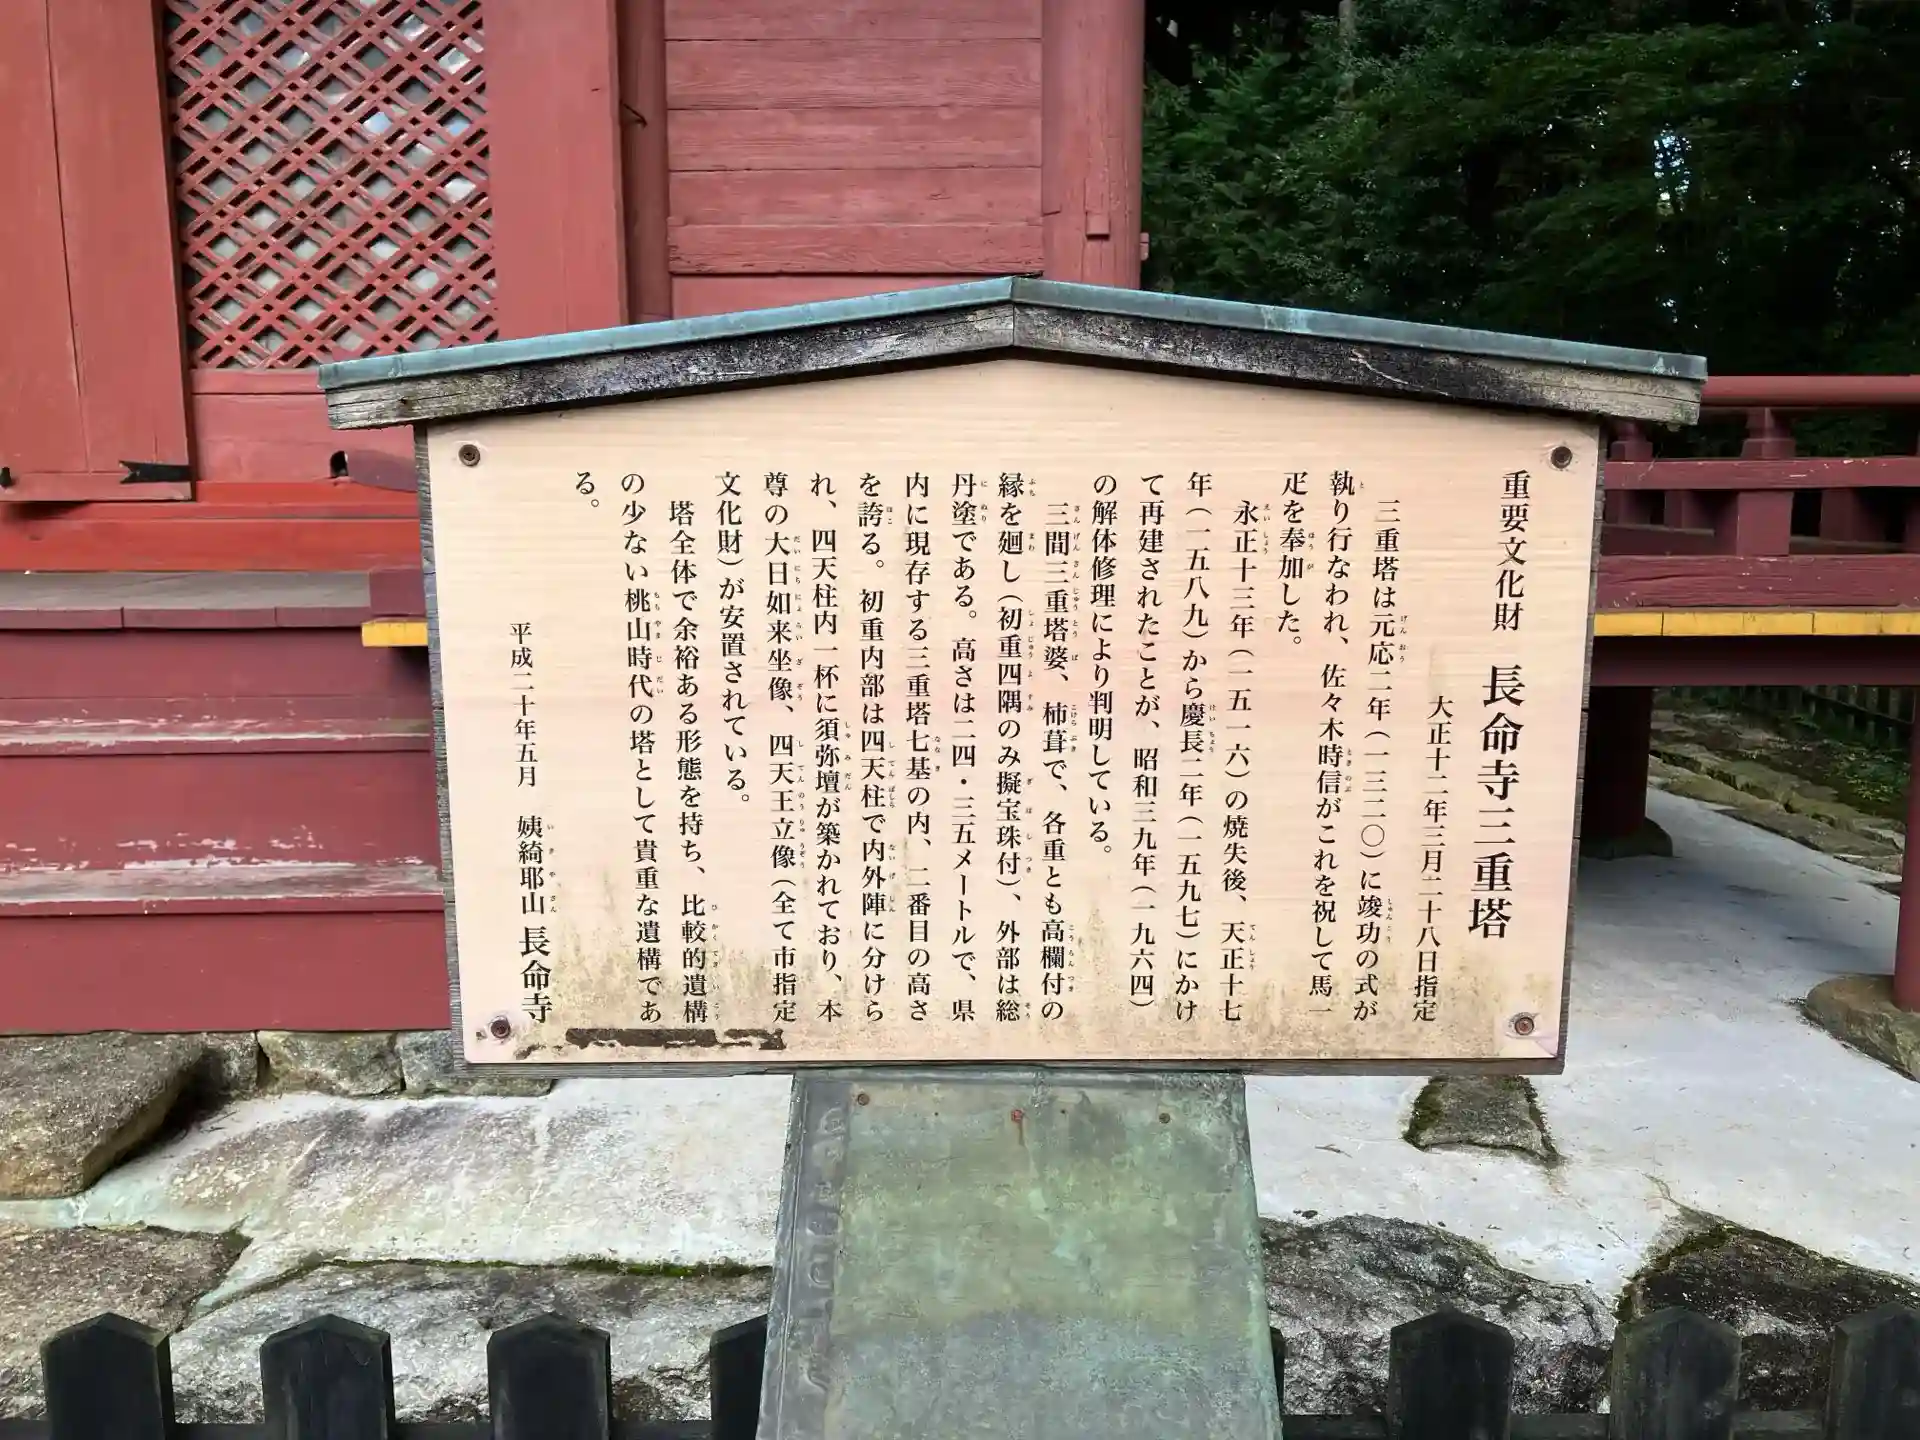 重要文化財　長命寺三重塔
大正十二年三月二十八日指定
三重塔は元応二年（一三二〇）に竣功の式が
執り行なわれ、佐々木時信がこれを祝して馬一
疋を奉加した。
永正十三年（一五一六）の焼失後、天正十七
年（一五八九）から慶長二年（一五九七）にかけ
て再建されたことが、昭和三九年（一九六四）
の解体修理により判明している。
三間三重塔婆、杮葺で、各重とも高欄付の
縁を廻し（初重四隅のみ擬宝珠付）、外部は総
丹塗である。高さは二四・三五メートルで、県
内に現存する三重塔七基の内、二番目の高さ
を誇る。初重内部は四天柱で内外陣に分けら
れ、四天柱内一杯に須弥壇が築かれており、本
尊の大日如来坐像、四天王立像（全て市指定
文化財）が安置されている。
塔全体で余裕ある形態を持ち、比較的遺構
の少ない桃山時代の塔として貴重な遺構であ
る。
平成二十年五月　姨綺耶山　長命寺